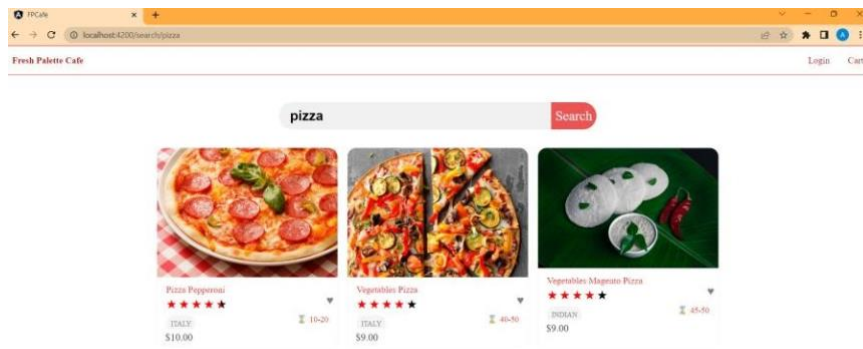 FPCafe
localhost:4200/search/pizza
Fresh Palette Cafe
Login
Cart
pizza
Search
Pizza Pepperoni
ITALY
10-20
$10.00
Vegetables Pizza
ITALY
40-50
$9.00
Vegetables Magento Pizza
INDIAN
45-50
$9.00